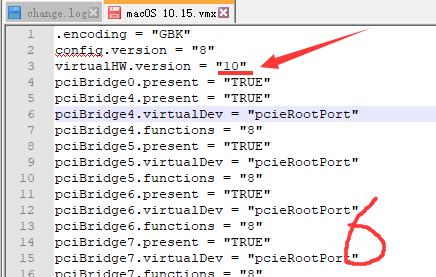 change.log
macOS 10.15.vmx
1 .encoding = "GBK"
2 config.version = "8"
3 virtualHW.version = "10"
4 pciBridge0.present = "TRUE"
5 pciBridge4.present = "TRUE"
6 pciBridge4.virtualDev = "pcieRootPort"
7 pciBridge4.functions = "8"
8 pciBridge5.present = "TRUE"
9 pciBridge5.virtualDev = "pcieRootPort"
10 pciBridge5.functions = "8"
11 pciBridge6.present = "TRUE"
12 pciBridge6.virtualDev = "pcieRootPort"
13 pciBridge6.functions = "8"
14 pciBridge7.present = "TRUE"
15 pciBridge7.virtualDev = "pcieRootPort"
16 pciBridge7.functions = "8"
6